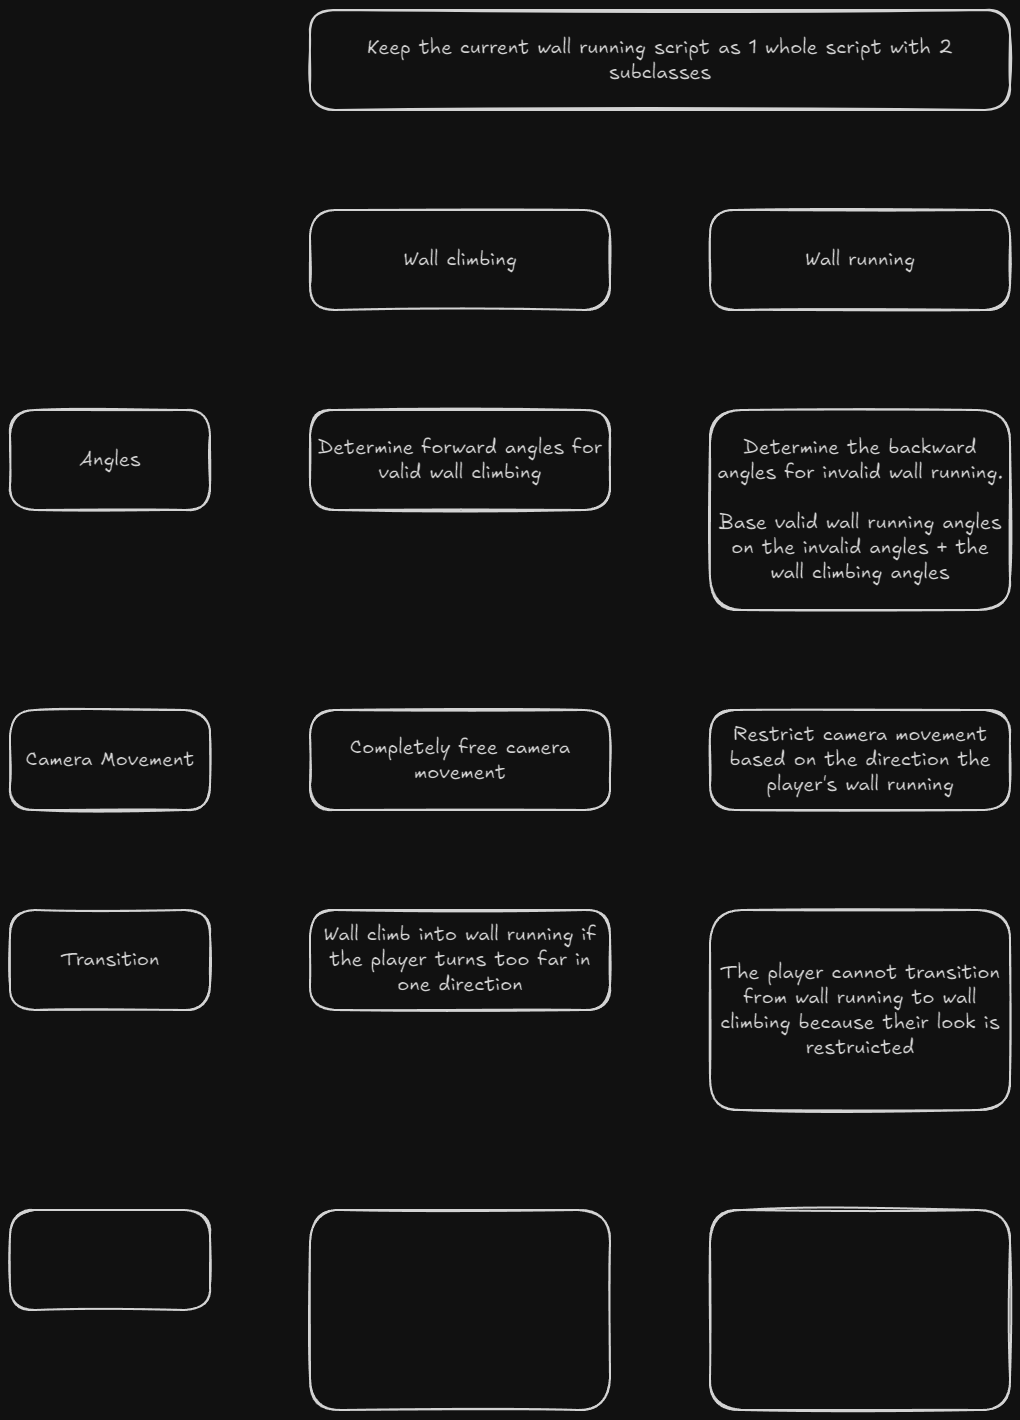 Keep the current wall running script as 1 whole script with 2
subclasses
Wall climbing
Wall running
Angles
Determine forward angles for
valid wall climbing
Determine the backward
angles for invalid wall running.
Base valid wall running angles
on the invalid angles + the
wall climbing angles
Camera Movement
Completely free camera
movement
Restrict camera movement
based on the direction the
player's wall running
Transition
Wall climb into wall running if
the player turns too far in
one direction
The player cannot transition
from wall running to wall
climbing because their look is
restruicted